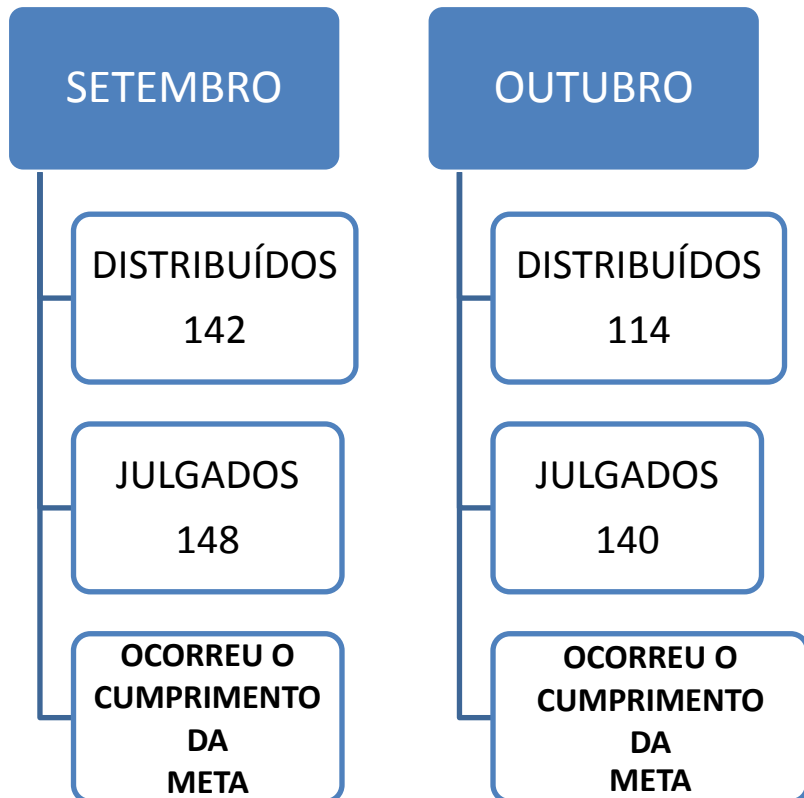 SETEMBRO
DISTRIBUÍDOS
142
JULGADOS
148
OCORREU O
CUMPRIMENTO
DA
META
OUTUBRO
DISTRIBUÍDOS
114
JULGADOS
140
OCORREU O
CUMPRIMENTO
DA
META